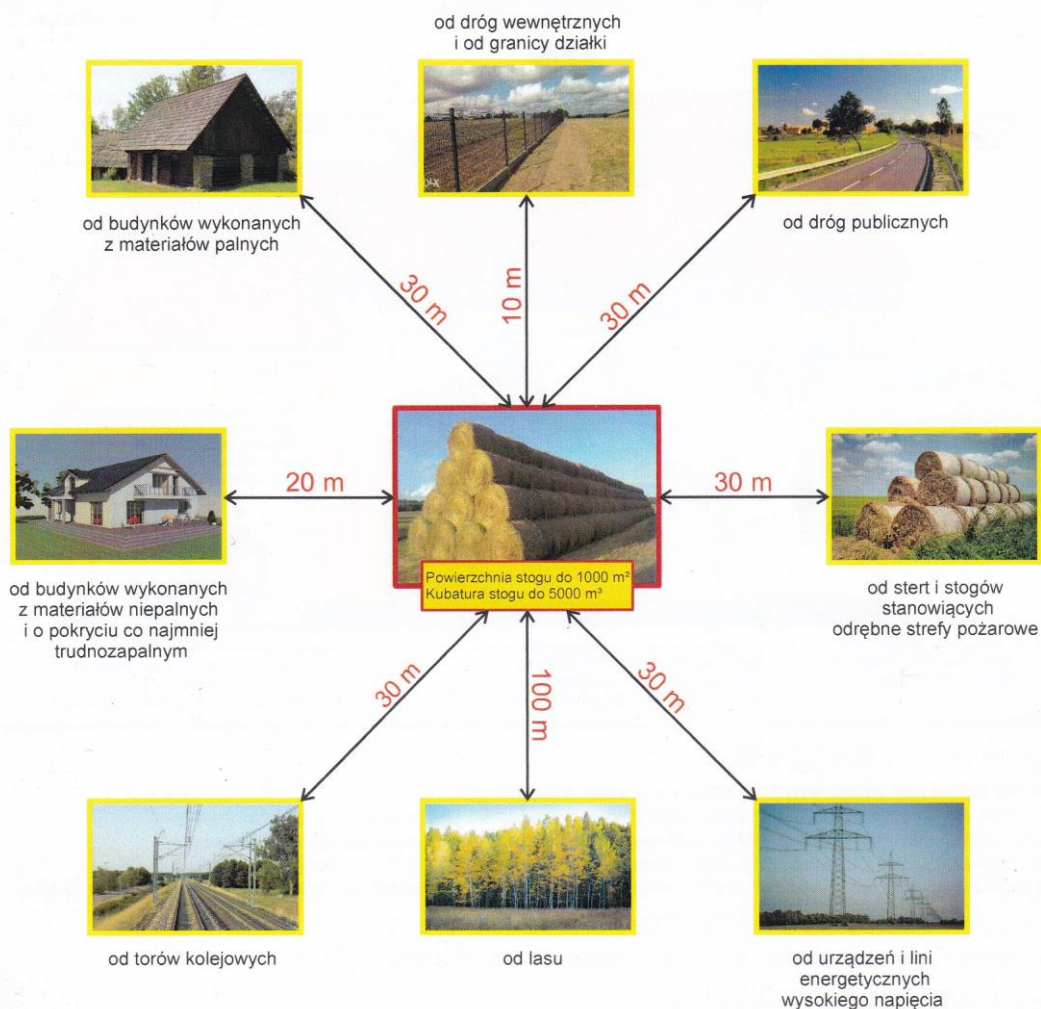 od dróg wewnętrznych
i od granicy działki
OLX
od budynków wykonanych
z materiałów palnych
od dróg publicznych
30 m
10 m
30 m
20 m
30 m
Powierzchnia stogu do 1000 m²
Kubatura stogu do 5000 m³
od budynków wykonanych
z materiałów niepalnych
i o pokryciu co najmniej
trudnozapalnym
od stert i stogów
stanowiących
odrębne strefy pożarowe
30 m
100 m
30 m
od torów kolejowych
od lasu
od urządzeń i lini
energetycznych
wysokiego napięcia